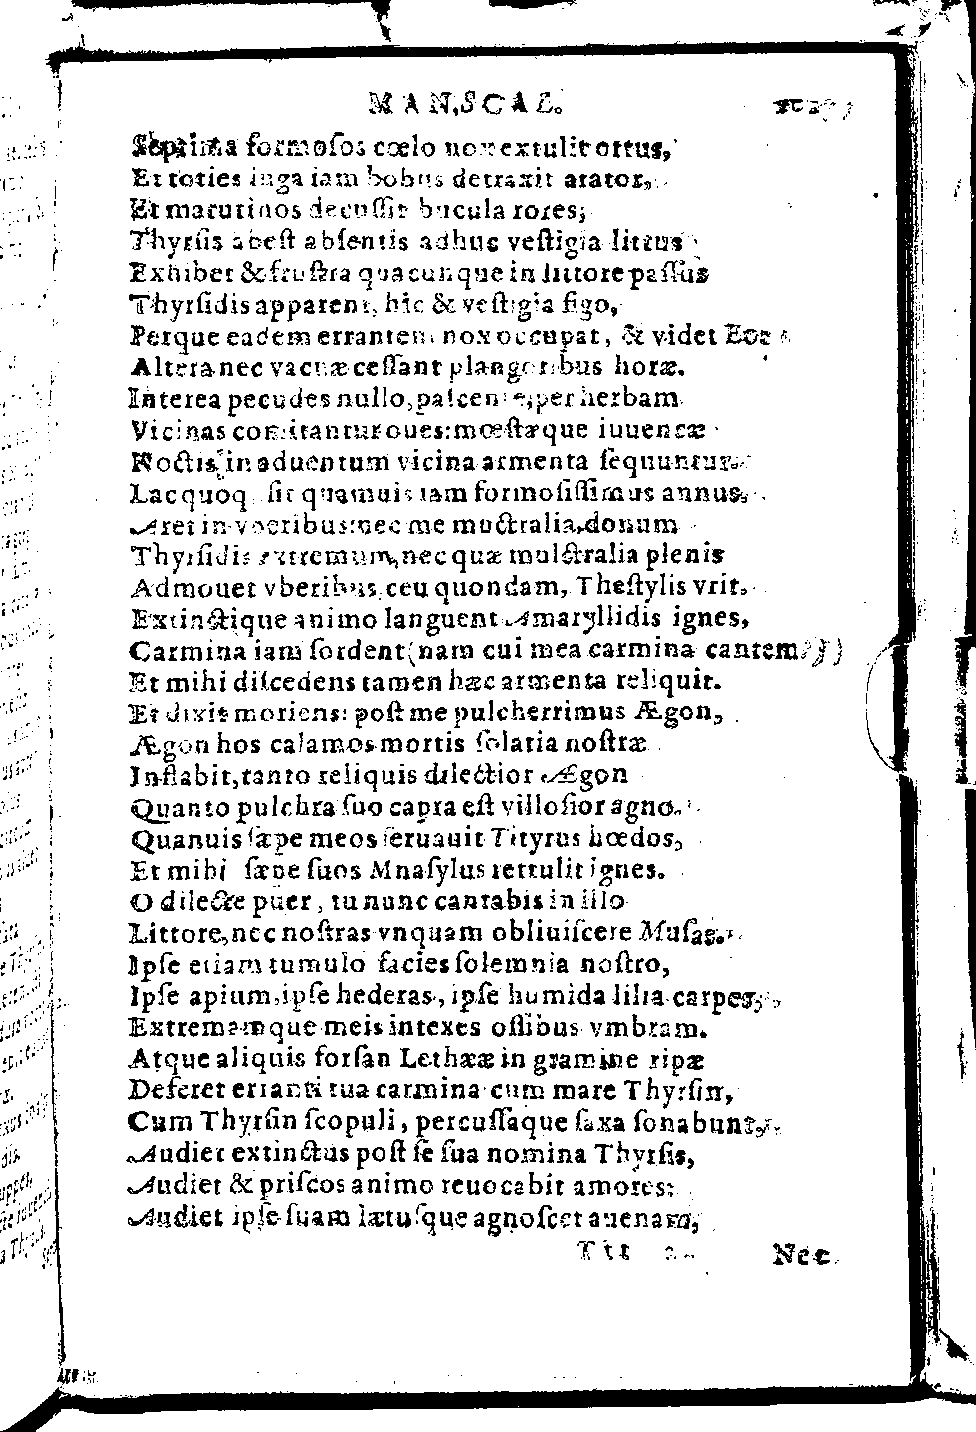 MAN. SCAE.
Septima formoſos cœlo nox extulit ortus,
Et toties iuga iam bobus detraxit arator,
Et matutinos decuſſit bucula rores;
Thyrſis abeſt abſentis adhuc veſtigia littus
Exhibet & fruſtra quacunque in littore paſſus
Thyrſidis apparent, hic & veſtigia figo,
Perque eadem errantem nox occupat, & videt Eoe
Altera nec vacuæ ceſſant plangoribus horæ.
Interea pecudes nullo, paſcente, per herbam
Vicinas comitantur oues: mœſtæque iuuencæ
Noctis, in aduentum vicina armenta ſequuntur.
Lac quoq ſit quamuis iam formoſiſſimus annus,
Aret in vberibus: nec me muctralia, donum
Thyrſidis extremum, nec quæ mulctralia plenis
Admouet vberibus, ceu quondam, Theſtylis vrit.
Extinctique animo languent Amaryllidis ignes,
Carmina iam ſordent (nam cui mea carmina cantem?)
Et mihi diſcedens tamen hæc armenta reliquit.
Et dixit moriens: poſt me pulcherrimus Ægon,
Ægon hos calamos mortis ſolatia noſtræ
Inflabit, tanto reliquis dilectior Ægon
Quanto pulchra ſuo capra eſt villoſior agno.
Quanuis ſæpe meos ſeruauit Tityrus hœdos,
Et mihi ſæpe ſuos Mnaſylus rettulit ignes.
O dilecte puer, tu nunc cantabis in illo
Littore, nec noſtras vnquam obliuiſcere Muſas.
Ipſe etiam tumulo facies ſolemnia noſtro,
Ipſe apium, ipſe hederas, ipſe humida lilia carpes,
Extremamque meis intexes oſſibus vmbram.
Atque aliquis forſan Lethææ in gramine ripæ
Deferet erranti tua carmina cum mare Thyrſin,
Cum Thyrſin ſcopuli, percuſſaque ſaxa ſonabunt,
Audiet extinctus poſt ſe ſua nomina Thyrſis,
Audiet & priſcos animo reuocabit amores:
Audiet ipſe ſuam lætuſque agnoſcet auenam,
Ttt 2 Nec